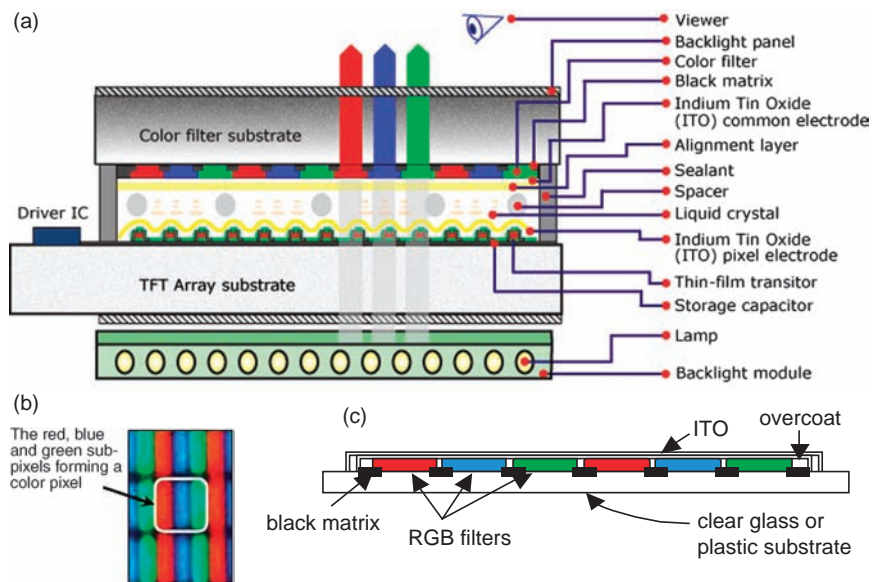 (a)
Viewer
Backlight panel
Color filter
Black matrix
Indium Tin Oxide
(ITO) common electrode
Alignment layer
Sealant
Spacer
Liquid crystal
Indium Tin Oxide
(ITO) pixel electrode
Thin-film transitor
Storage capacitor
Lamp
Backlight module
Color filter substrate
Driver IC
TFT Array substrate
(b)
The red, blue
and green sub-
pixels forming a
color pixel
(c)
ITO
overcoat
black matrix
RGB filters
clear glass or
plastic substrate